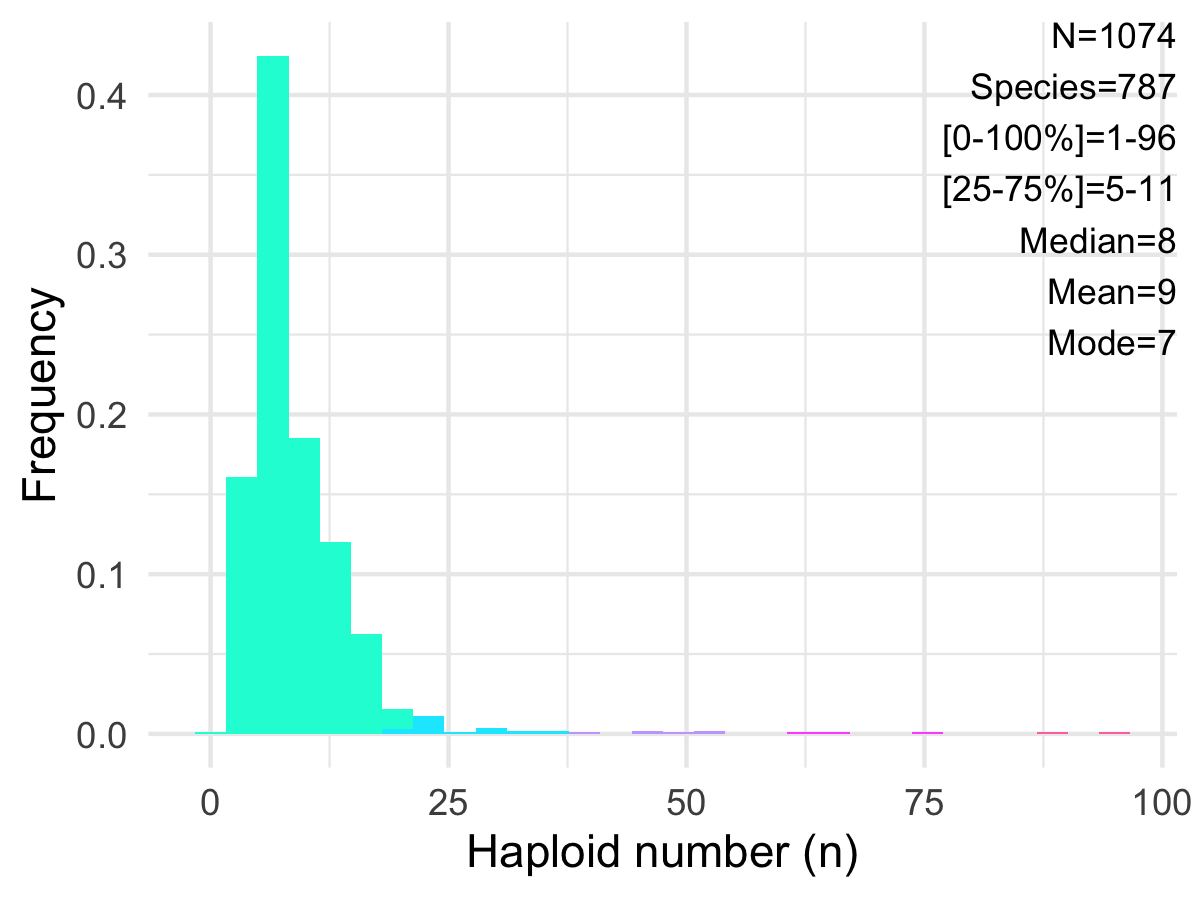 N=1074
Species=787
[0-100%]=1-96
[25-75%]=5-11
Median=8
Mean=9
Mode=7
Frequency
0.4
0.3
0.2
0.1
0.0
0 25 50 75 100
Haploid number (n)